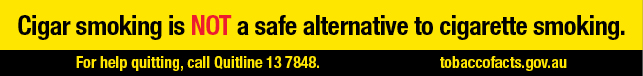 Cigar smoking is NOT a safe alternative to cigarette smoking.
For help quitting, call Quitline 13 7848. tobaccofacts.gov.au